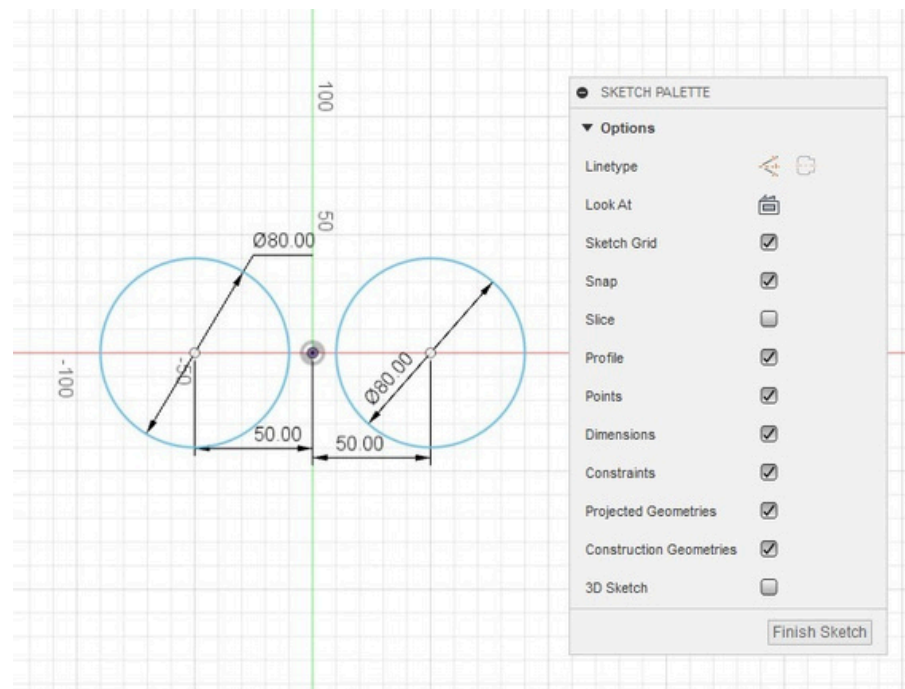 100
50
Ø80.00
-100
-50
Ø80.00
50.00
50.00
SKETCH PALETTE
Options
Linetype
Look At
Sketch Grid
Snap
Slice
Profile
Points
Dimensions
Constraints
Projected Geometries
Construction Geometries
3D Sketch
Finish Sketch